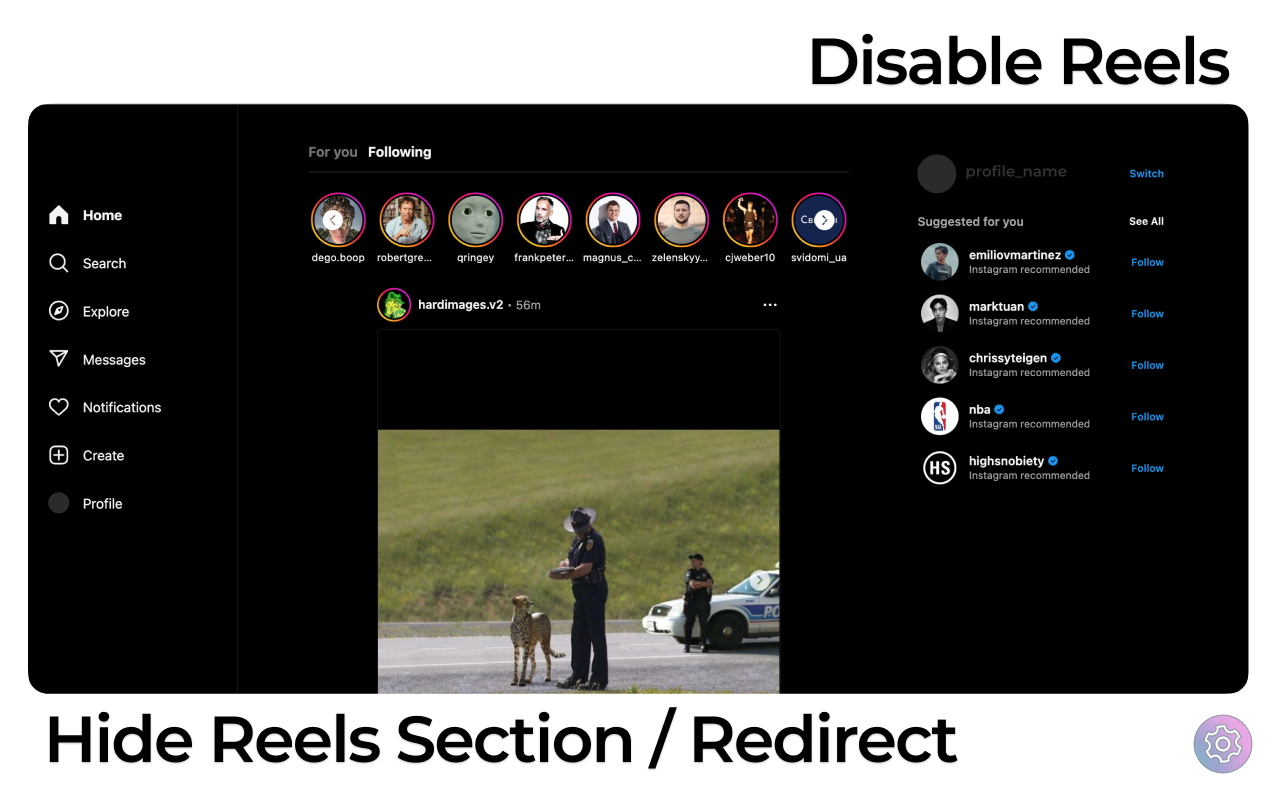 Disable Reels
For you Following
profile_name
Switch
Home
Search
Explore
Messages
Notifications
Create
Profile
dego.boop robertgre... qringey frankpeter... magnus_c... zelenskyy... cjweber10 svidomi_ua
hardimages.v2 • 56m
PO
Suggested for you
See All
emiliovmartinez
Instagram recommended
Follow
marktuan
Instagram recommended
Follow
chrissyteigen
Instagram recommended
Follow
nba
Instagram recommended
Follow
HS
highsnobiety
Instagram recommended
Follow
Hide Reels Section / Redirect